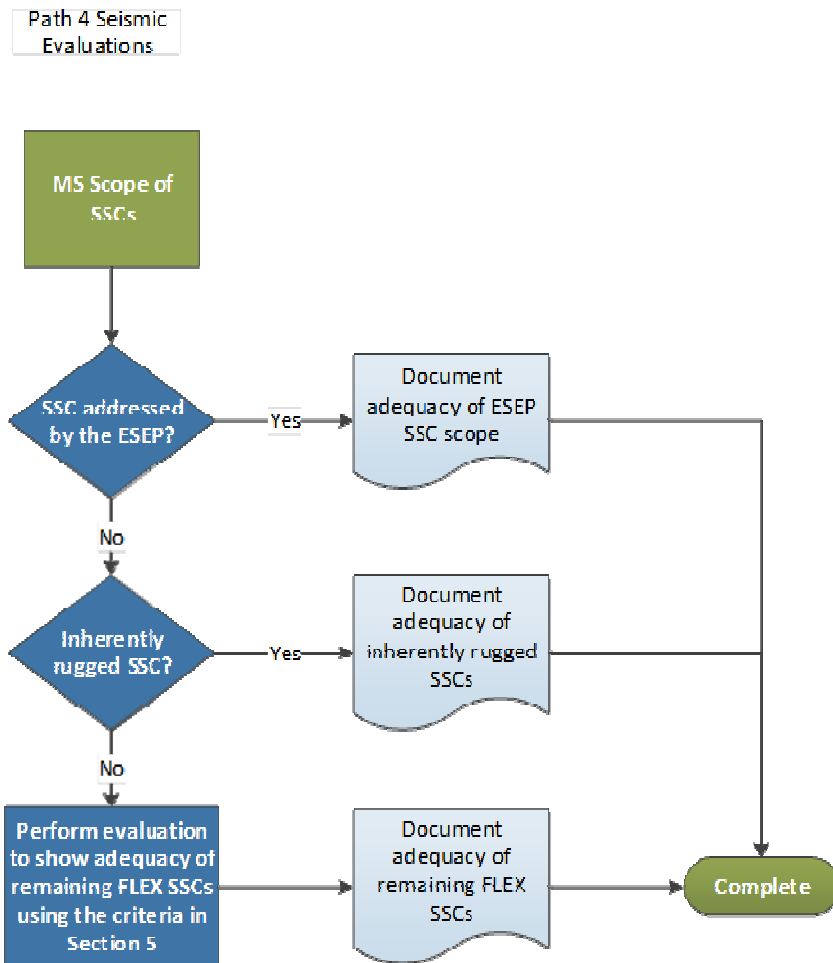 Path 4 Seismic
Evaluations
MS Scope of
SSCs
SSC addressed
by the ESEP?
Yes
Document
adequacy of ESEP
SSC scope
No
Inherently
rugged SSC?
Yes
Document
adequacy of
inherently rugged
SSCs
No
Perform evaluation
to show adequacy of
remaining FLEX SSCs
using the criteria in
Section 5
Document
adequacy of
remaining FLEX
SSCs
Complete